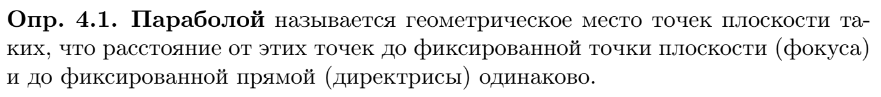 Опр. 4.1. Параболой называется геометрическое место точек плоскости та-
ких, что расстояние от этих точек до фиксированной точки плоскости (фокуса)
и до фиксированной прямой (директрисы) одинаково.